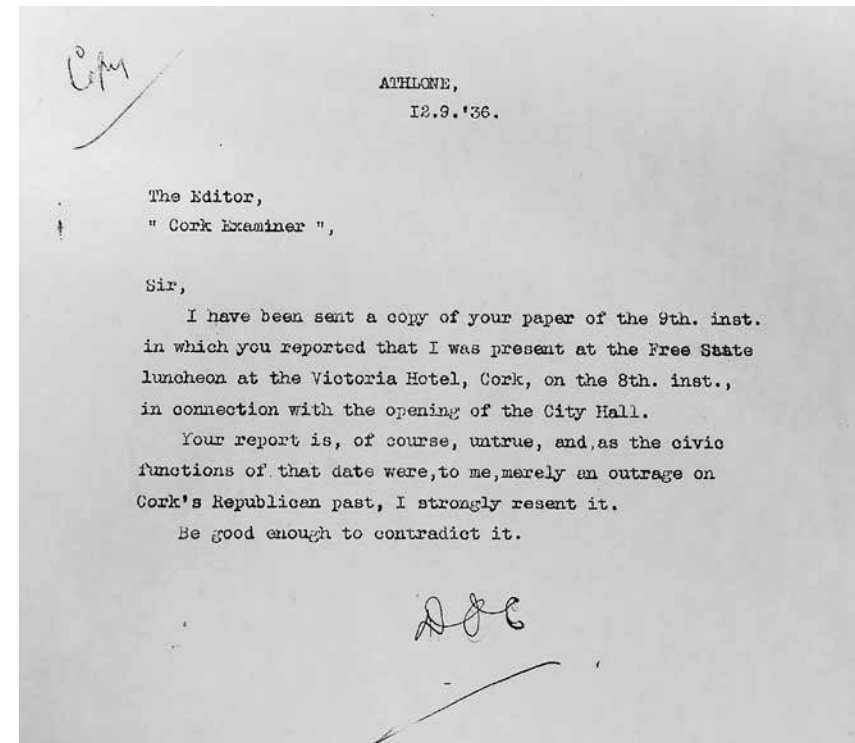 Copy
ATHLONE,
I2.9.'36.
The Editor,
" Cork Examiner ",
Sir,
I have been sent a copy of your paper of the 9th. inst.
in which you reported that I was present at the Free Staate
luncheon at the Victoria Hotel, Cork, on the 8th. inst.,
in connection with the opening of the City Hall.
Your report is, of course, untrue, and,as the civic
functions of that date were,to me,merely an outrage on
Cork's Republican past, I strongly resent it.
Be good enough to contradict it.